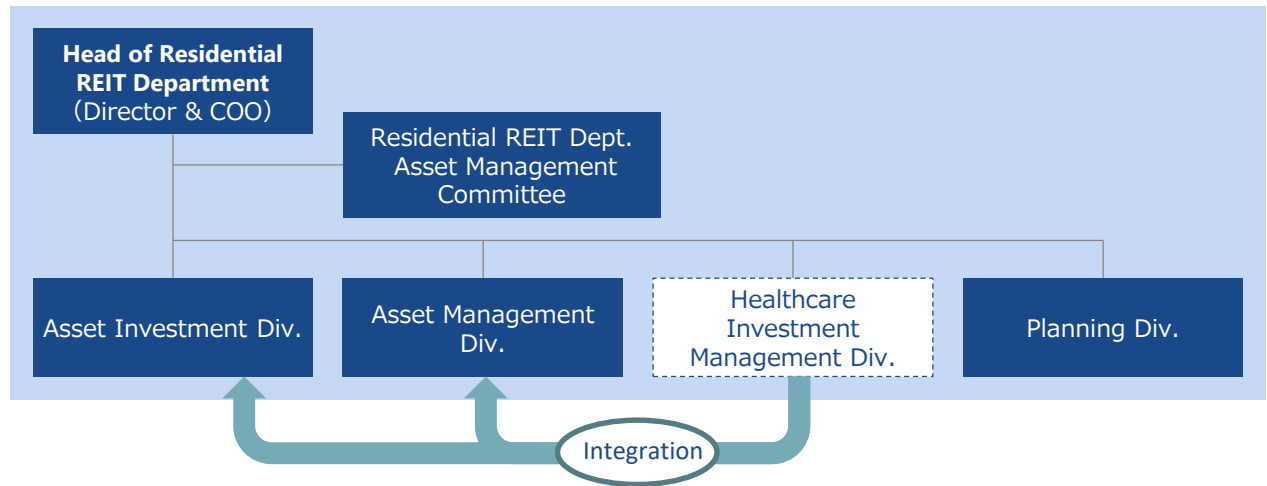 Head of Residential
REIT Department
（Director & COO）
Residential REIT Dept.
Asset Management
Committee
Asset Investment Div.
Asset Management
Div.
Healthcare
Investment
Management Div.
Planning Div.
Integration